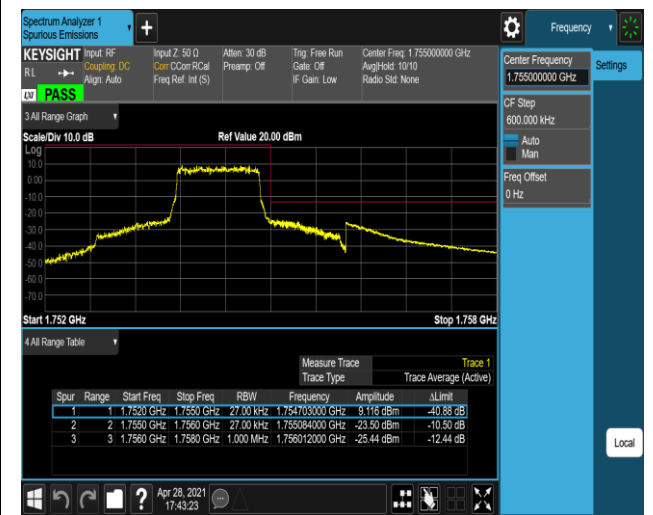 Spectrum Analyzer 1
Spurious Emissions
Frequency
KEYSIGHT
Input: RF
Input Z: 50 Ω
Atten: 30 dB
Trig: Free Run
Center Freq: 1.755000000 GHz
RL
Coupling: DC
Corr CCorr RCal
Preamp: Off
Gate: Off
Avg|Hold: 10/10
Align: Auto
Freq Ref: Int (S)
IF Gain: Low
Radio Std: None
LXI
PASS
3 All Range Graph
Scale/Div 10.0 dB
Ref Value 20.00 dBm
Log
10.0
0.00
-10.0
-20.0
-30.0
-40.0
-50.0
-60.0
-70.0
Start 1.752 GHz
Stop 1.758 GHz
4 All Range Table
Measure Trace
Trace 1
Trace Type
Trace Average (Active)
Spur Range Start Freq Stop Freq RBW Frequency Amplitude ΔLimit
1 1 1.7520 GHz 1.7550 GHz 27.00 kHz 1.754703000 GHz 9.116 dBm -40.88 dB
2 2 1.7550 GHz 1.7560 GHz 27.00 kHz 1.755084000 GHz -23.50 dBm -10.50 dB
3 3 1.7560 GHz 1.7580 GHz 1.000 MHz 1.756012000 GHz -25.44 dBm -12.44 dB
Apr 28, 2021
17:43:23
Center Frequency
1.755000000 GHz
Settings
CF Step
600.000 kHz
Auto
Man
Freq Offset
0 Hz
Local